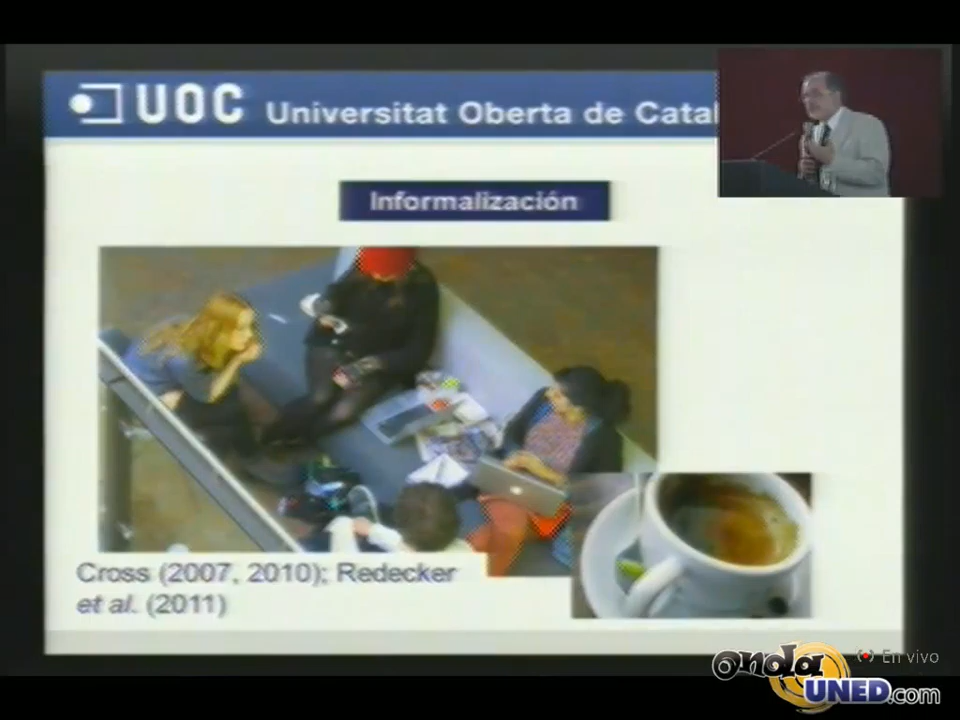 UOC Universitat Oberta de Catal
Informalización
Cross (2007, 2010); Redecker
et al. (2011)
En vivo
onda
UNED.com